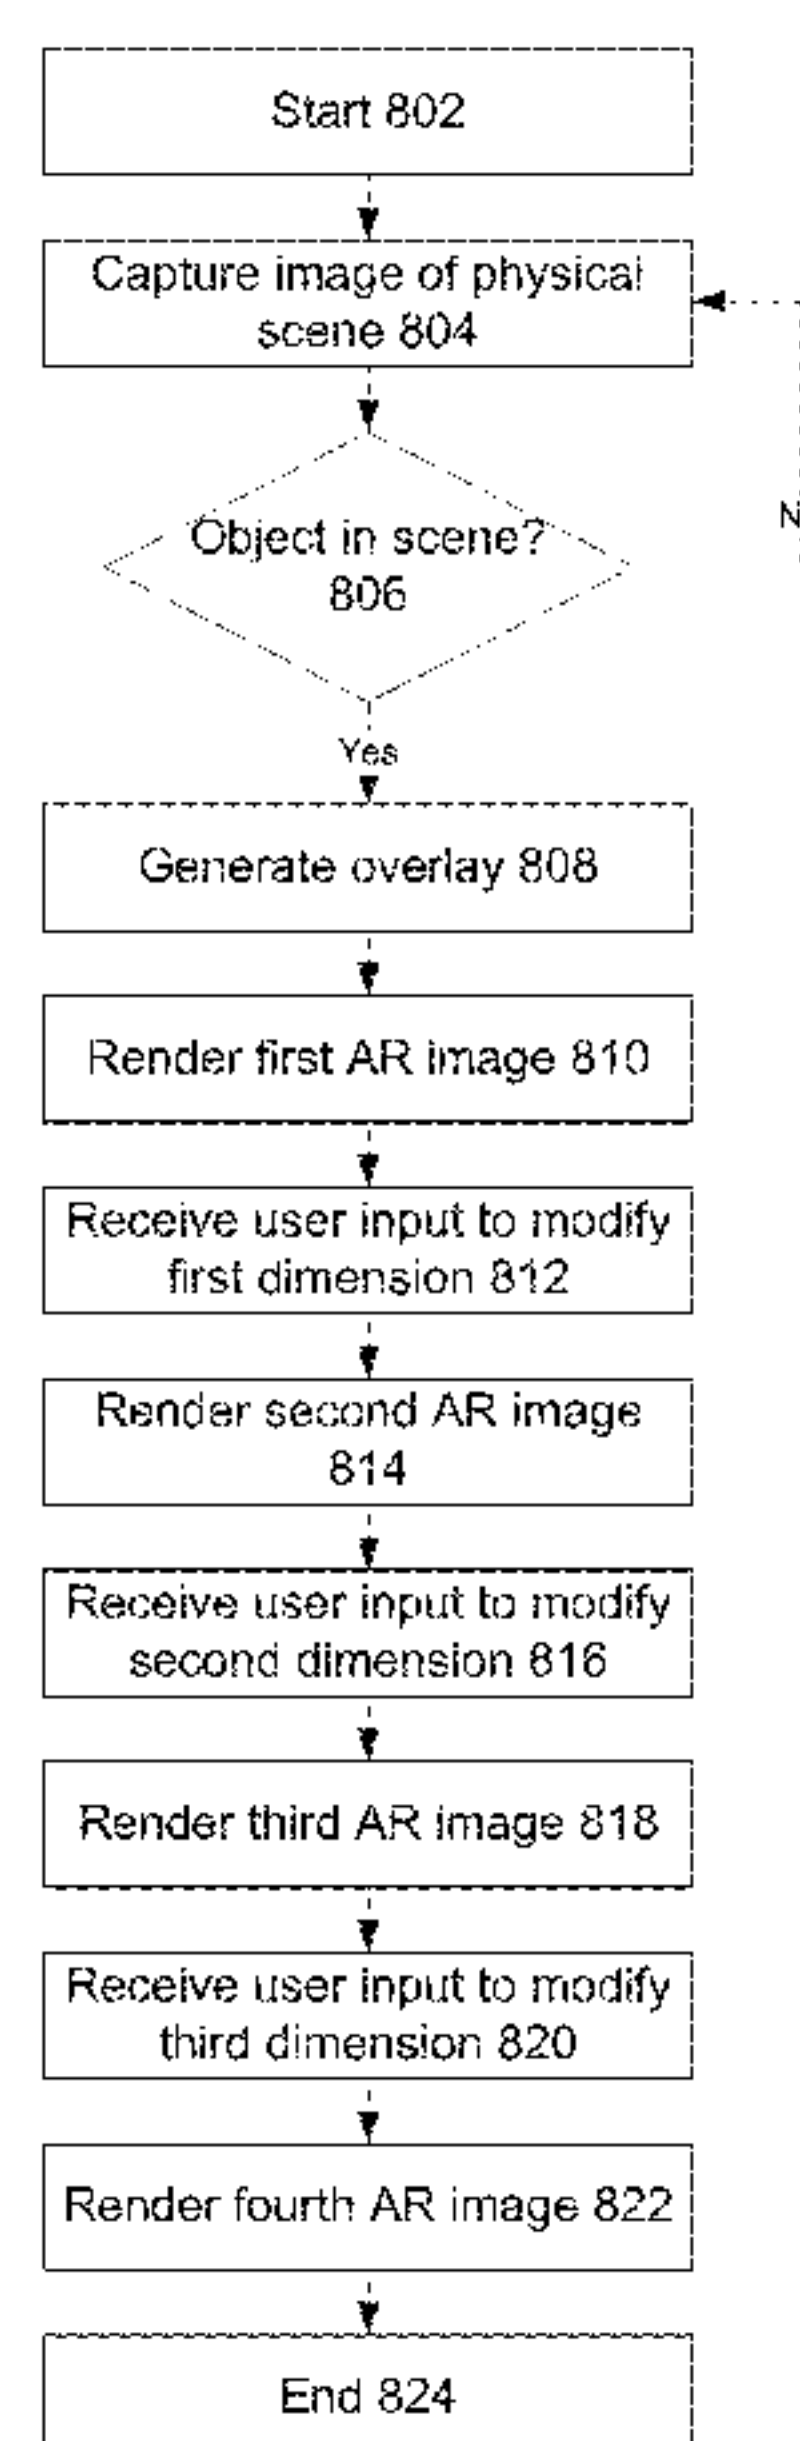 Start 802
Capture image of physical
scene 804
Object in scene?
806
Yes
Generate overlay 808
Render first AR image 810
Receive user input to modify
first dimension 812
Render second AR image
814
Receive user input to modify
second dimension 816
Render third AR image 818
Receive user input to modify
third dimension 820
Render fourth AR image 822
End 824